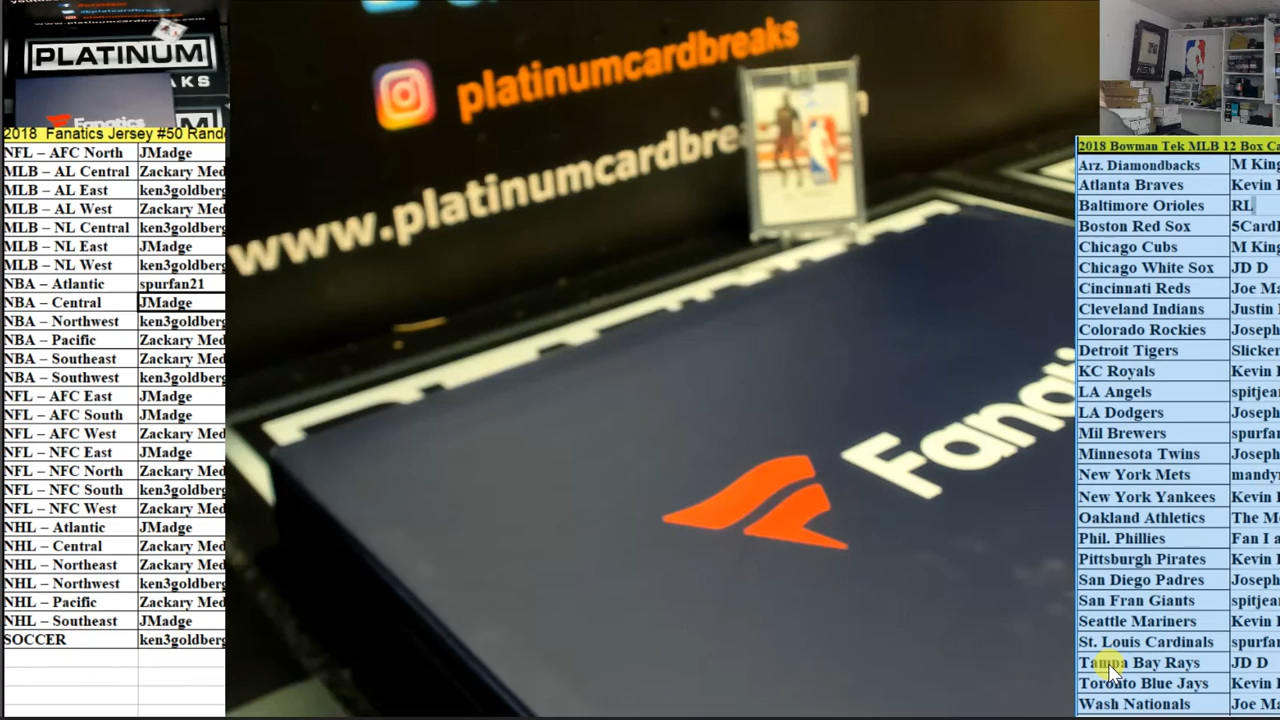 PLATINUM
AKS
Fanatics
2018 Fanatics Jersey #50 Rand
NFL – AFC North JMadge
MLB – AL Central Zackary Med
MLB – AL East ken3goldberg
MLB – AL West Zackary Med
MLB – NL Central ken3goldberg
MLB – NL East JMadge
MLB – NL West ken3goldberg
NBA – Atlantic spurfan21
NBA – Central JMadge
NBA – Northwest ken3goldberg
NBA – Pacific Zackary Med
NBA – Southeast Zackary Med
NBA – Southwest ken3goldberg
NFL – AFC East JMadge
NFL – AFC South JMadge
NFL – AFC West Zackary Med
NFL – NFC East JMadge
NFL – NFC North Zackary Med
NFL – NFC South ken3goldberg
NFL – NFC West Zackary Med
NHL – Atlantic JMadge
NHL – Central Zackary Med
NHL – Northeast Zackary Med
NHL – Northwest ken3goldberg
NHL – Pacific Zackary Med
NHL – Southeast JMadge
SOCCER ken3goldberg
platinumcardbreaks
www.platinumcardbre
Fanati
2018 Bowman Tek MLB 12 Box Ca
Arz. Diamondbacks M King
Atlanta Braves Kevin
Baltimore Orioles RL
Boston Red Sox 5Card
Chicago Cubs M King
Chicago White Sox JD D
Cincinnati Reds Joe Ma
Cleveland Indians Justin
Colorado Rockies Joseph
Detroit Tigers Slicker
KC Royals Kevin
LA Angels spitjea
LA Dodgers Joseph
Mil Brewers spurfa
Minnesota Twins Joseph
New York Mets mandy
New York Yankees Kevin
Oakland Athletics The M
Phil. Phillies Fan I a
Pittsburgh Pirates Kevin
San Diego Padres Joseph
San Fran Giants spitjea
Seattle Mariners Kevin
St. Louis Cardinals spurfa
Tampa Bay Rays JD D
Toronto Blue Jays Kevin
Wash Nationals Joe Ma